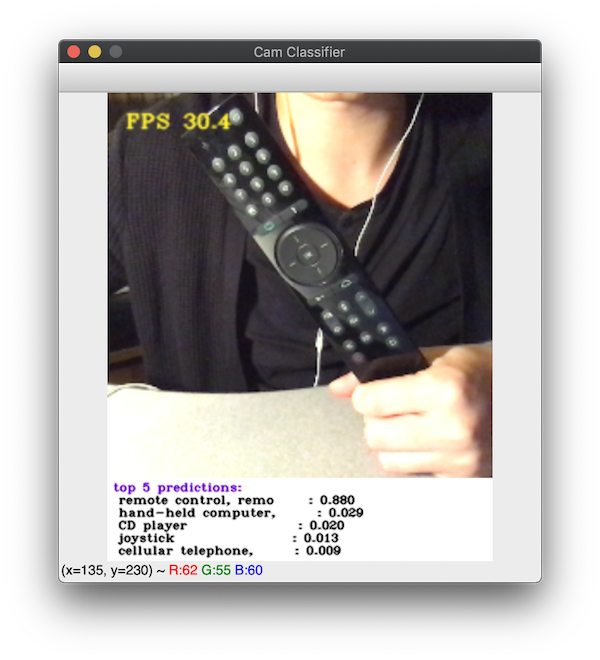 Cam Classifier
FPS 30.4
top 5 predictions:
remote control, remo : 0.880
hand-held computer, : 0.029
CD player : 0.020
joystick : 0.013
cellular telephone, : 0.009
(x=135, y=230) ~ R:62 G:55 B:60